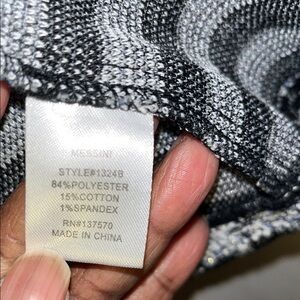 MESSINI
STYLE#1324B
84%POLYESTER
15%COTTON
1%SPANDEX
RN#137570
MADE IN CHINA